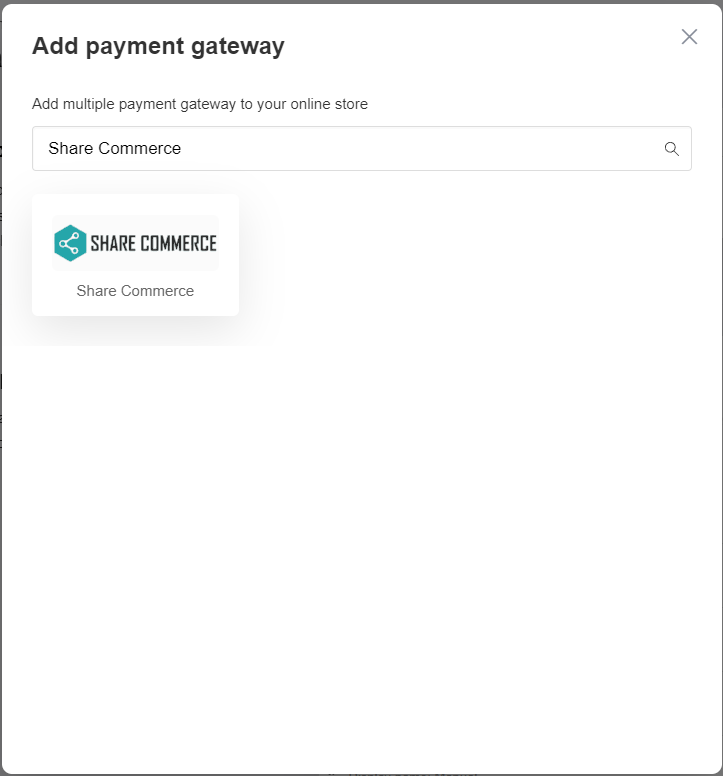 Add payment gateway
Add multiple payment gateway to your online store
Share Commerce
SHARE COMMERCE
Share Commerce